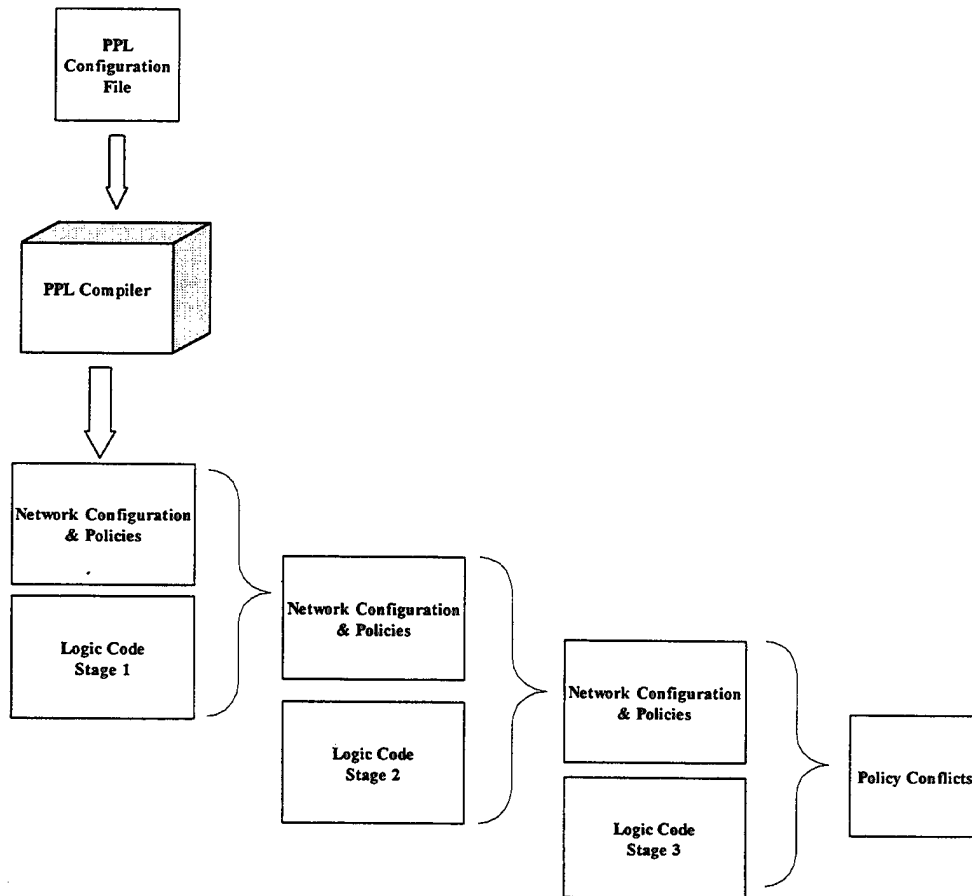 PPL
Configuration
File
PPL Compiler
Network Configuration
& Policies
Logic Code
Stage 1
Network Configuration
& Policies
Logic Code
Stage 2
Network Configuration
& Policies
Logic Code
Stage 3
Policy Conflicts